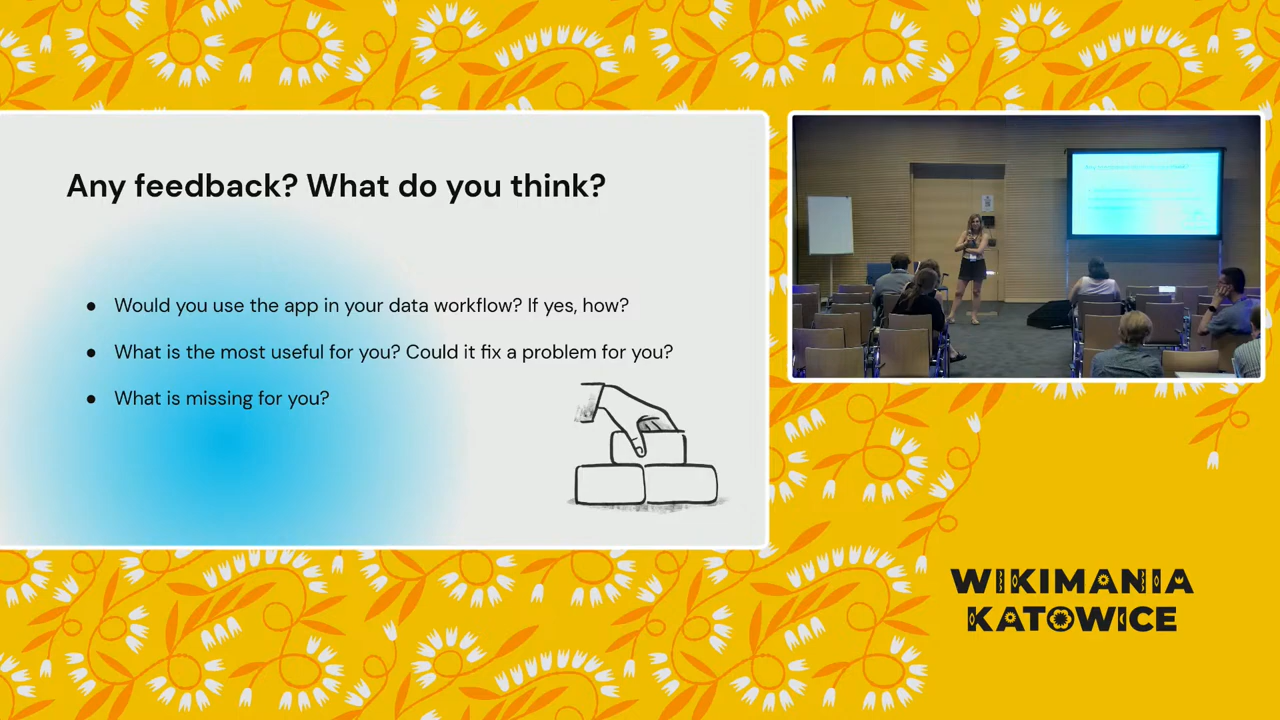 Any feedback? What do you think?
● Would you use the app in your data workflow? If yes, how?
● What is the most useful for you? Could it fix a problem for you?
● What is missing for you?
WIKIMANIA
KATOWICE